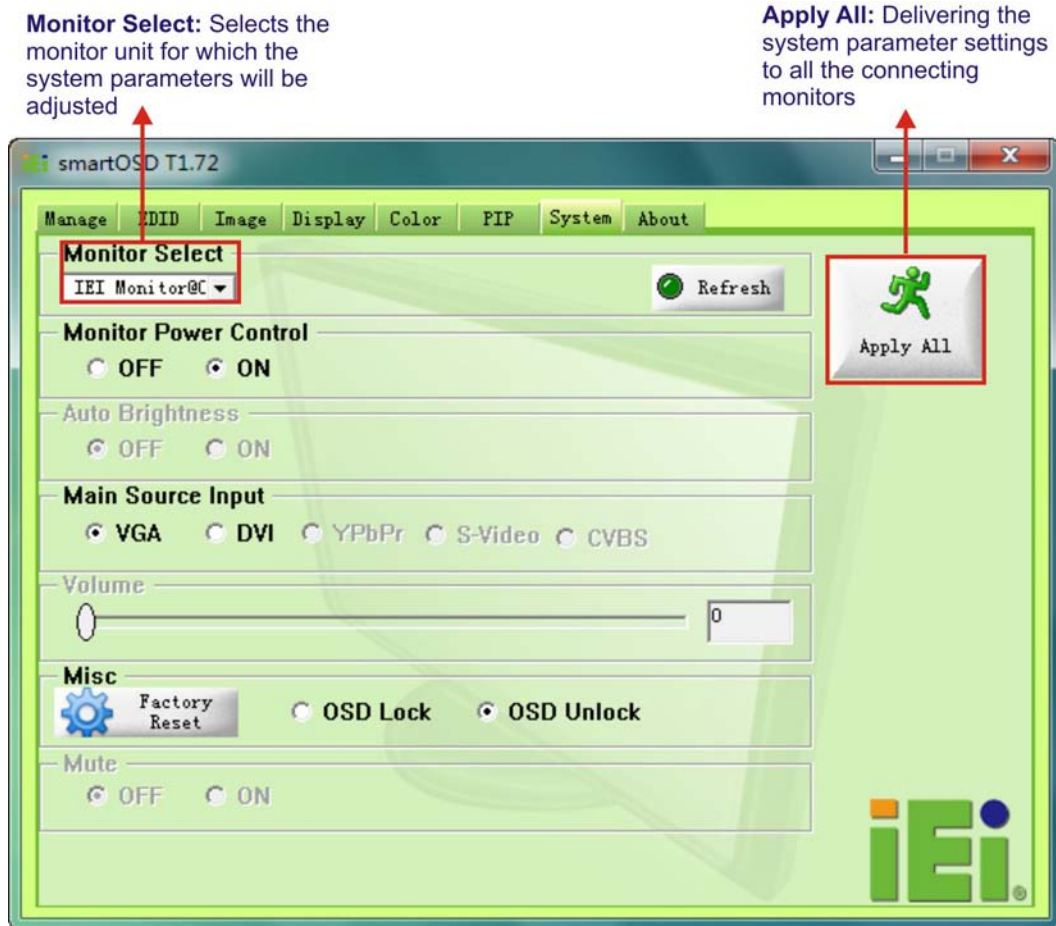 Monitor Select: Selects the
monitor unit for which the
system parameters will be
adjusted
Apply All: Delivering the
system parameter settings
to all the connecting
monitors
smartOSD T1.72
Manage EDID Image Display Color PIP System About
Monitor Select
IEI Monitor@C
Refresh
Apply All
Monitor Power Control
OFF ON
Auto Brightness
OFF ON
Main Source Input
VGA DVI YPbPr S-Video CVBS
Volume
0
Misc
Factory
Reset
OSD Lock OSD Unlock
Mute
OFF ON
iEi®